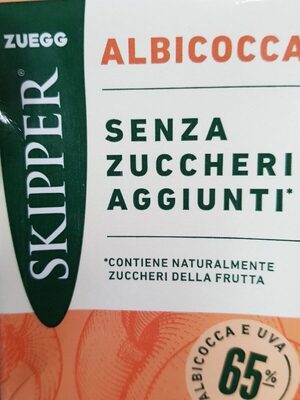 ZUEGG
SKIPPER®
ALBICOCCA
SENZA
ZUCCHERI
AGGIUNTI*
*CONTIENE NATURALMENTE
ZUCCHERI DELLA FRUTTA
ALBICOCCA E UVA
65%